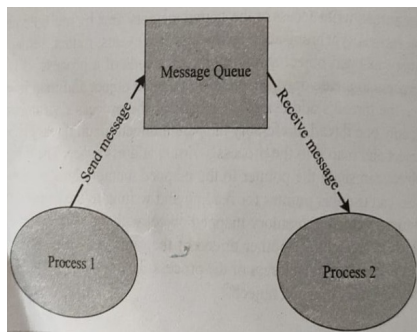 Message Queue
Send message
Receive message
Process 1
Process 2